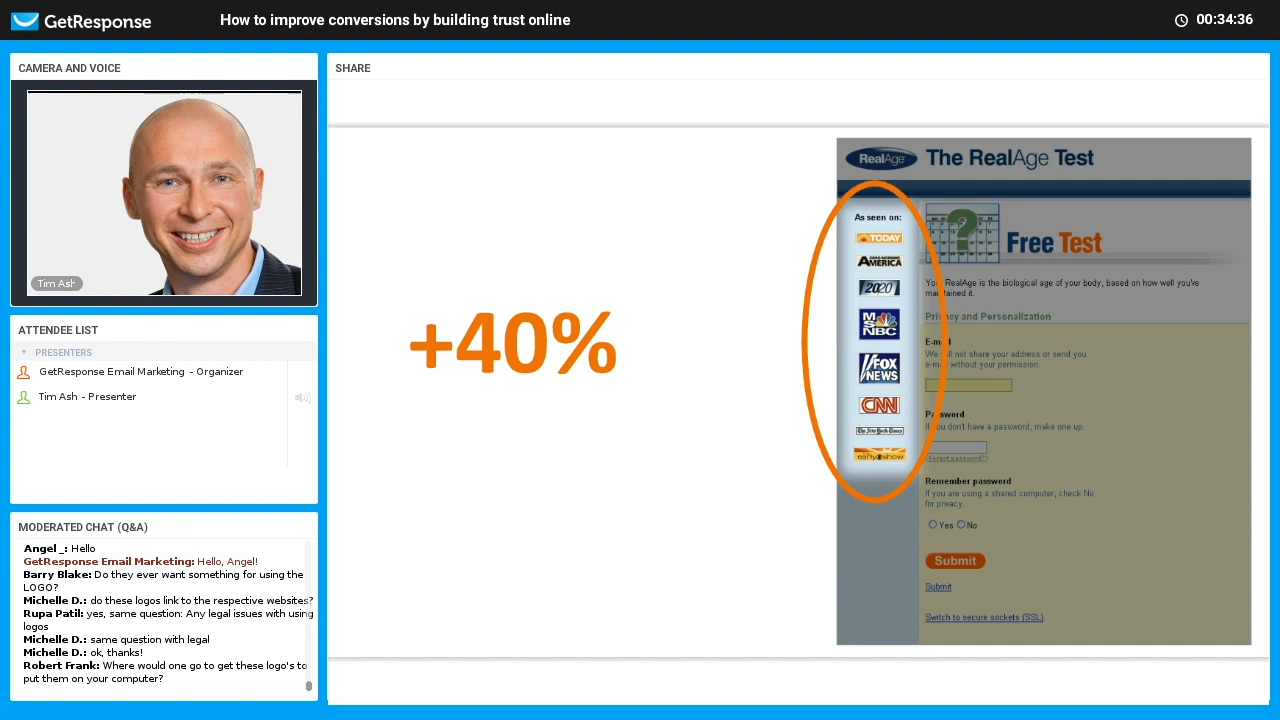 GetResponse
How to improve conversions by building trust online
00:34:36
CAMERA AND VOICE
Tim Ash
ATTENDEE LIST
PRESENTERS
GetResponse Email Marketing - Organizer
Tim Ash - Presenter
MODERATED CHAT (Q&A)
Angel _: Hello
GetResponse Email Marketing: Hello, Angel!
Barry Blake: Do they ever want something for using the
LOGO?
Michelle D.: do these logos link to the respective websites?
Rupa Patil: yes, same question: Any legal issues with using
logos
Michelle D.: same question with legal
Michelle D.: ok, thanks!
Robert Frank: Where would one go to get these logo's to
put them on your computer?
SHARE
+40%
RealAge The RealAge Test
As seen on:
TODAY
GOOD MORNING
AMERICA
2020
MSNBC
FOX
NEWS
CNN
The New York Times
early show
?
Free Test
Your RealAge is the biological age of your body, based on how well you've
maintained it.
Privacy and Personalization
E-mail
We will not share your address or send you
e-mail without your permission.
Password
If you don't have a password, make one up.
(Forgot password?)
Remember password
If you are using a shared computer, check No
for privacy.
Yes No
Submit
Submit
Switch to secure sockets (SSL).